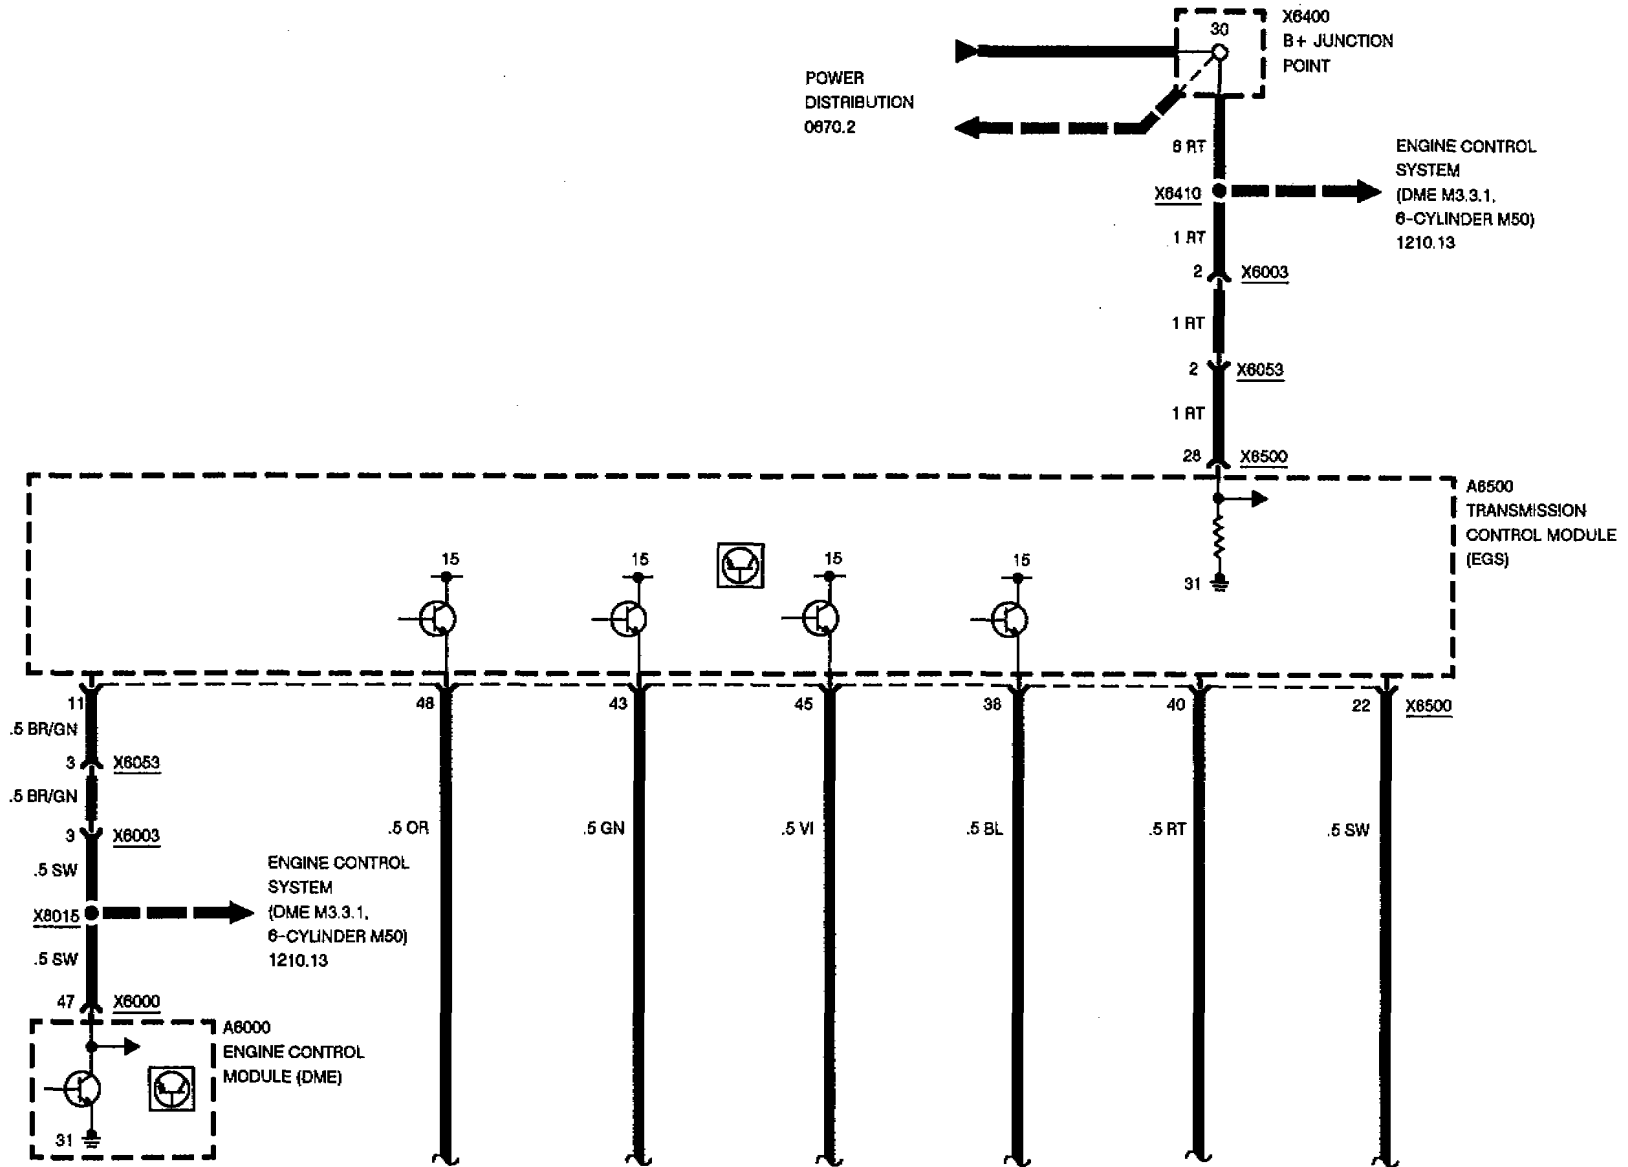 30
X6400
B+ JUNCTION
POINT
POWER
DISTRIBUTION
0670.2
6 RT
ENGINE CONTROL
SYSTEM
(DME M3.3.1,
6-CYLINDER M50)
1210.13
X6410
1 RT
2 X6003
1 RT
2 X6053
1 RT
28 X6500
A6500
TRANSMISSION
CONTROL MODULE
(EGS)
15 15 15 15
31
11 48 43 45 38 40 22 X6500
.5 BR/GN
3 X6053
.5 BR/GN
.5 OR .5 GN .5 VI .5 BL .5 RT .5 SW
3 X6003
.5 SW
ENGINE CONTROL
SYSTEM
(DME M3.3.1,
6-CYLINDER M50)
1210.13
X8015
.5 SW
47 X6000
A6000
ENGINE CONTROL
MODULE (DME)
31